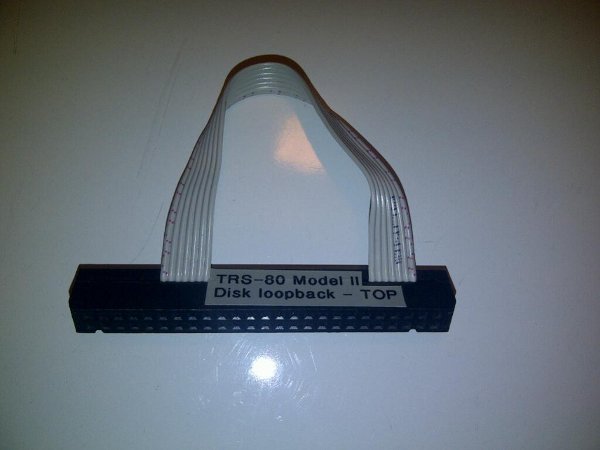 TRS-80 Model II
Disk loopback - TOP